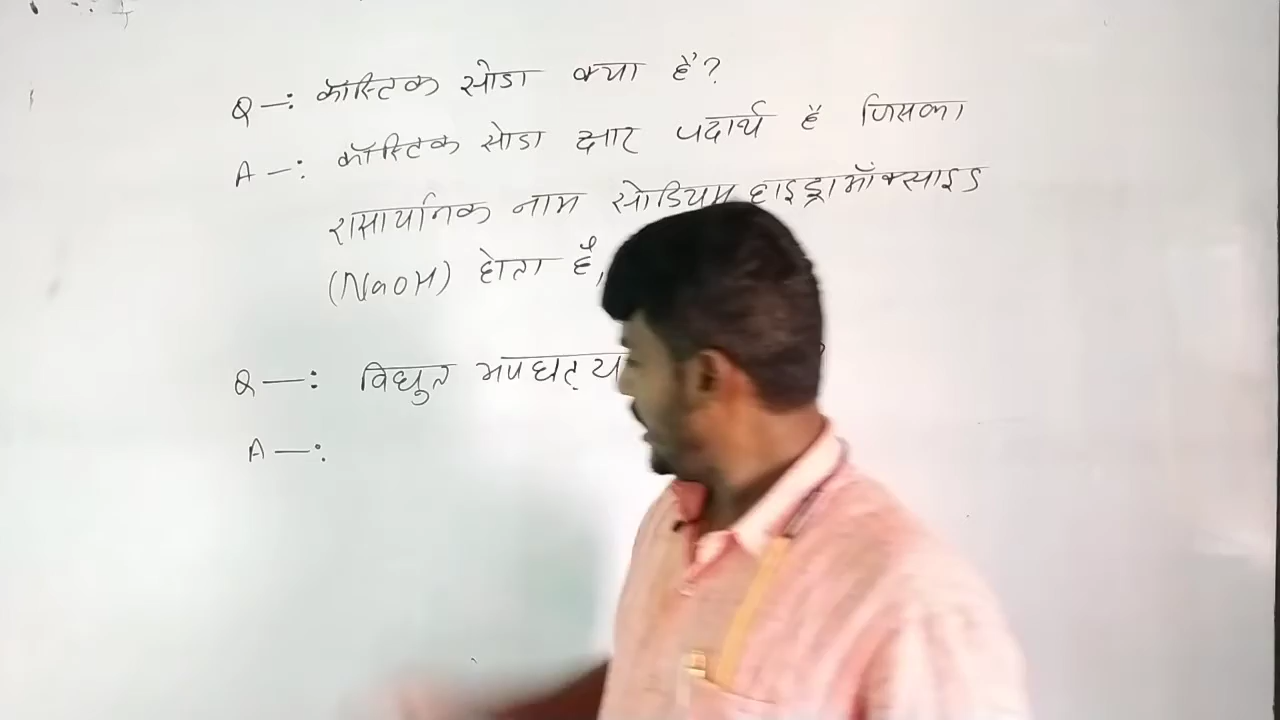 Q —: कॉस्टिक सोडा क्या है?
A —: कॉस्टिक सोडा क्षार पदार्थ है जिसका
रासायनिक नाम सोडियम हाइड्रामॉक्साइड
(NaOH) होता है,
Q —: विधुत अपघट्य ?
A —: